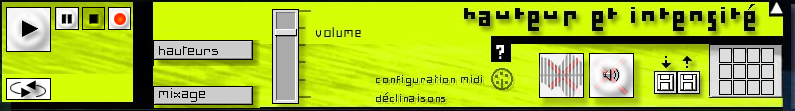 hauteur et intensité
volume
hauteurs
?
configuration midi
mixage
déclinaisons